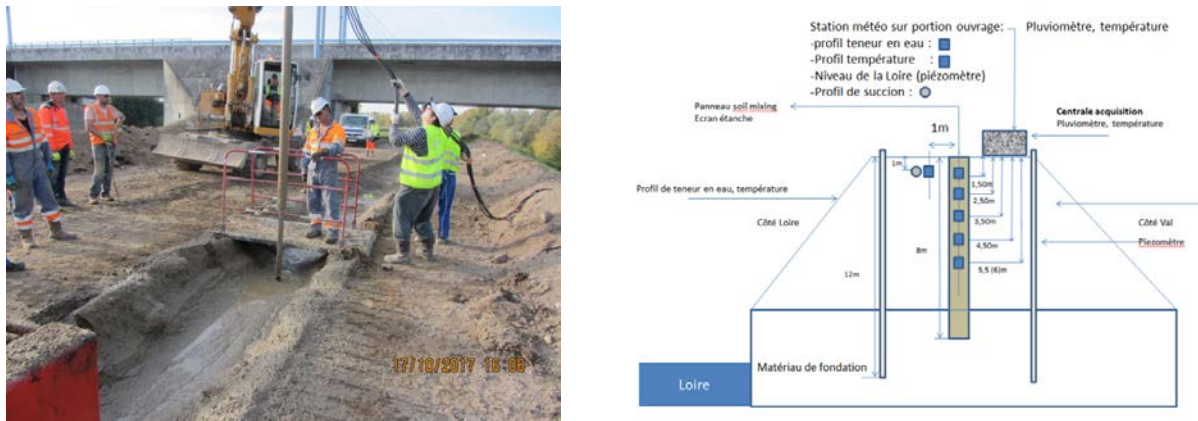 17/10/2017 16:06
Station météo sur portion ouvrage:
Pluviomètre, température
-profil teneur en eau :
-Profil température :
-Niveau de la Loire (piézomètre)
-Profil de succion :
Panneau soil mixing
Ecran étanche
1m
Centrale acquisition
Pluviomètre, température
1m
Profil de teneur en eau, température
1,50m
2,50m
3,50m
4,50m
5,5 (6)m
Côté Loire
8m
12m
Côté Val
Piezomètre
Matériau de fondation
Loire